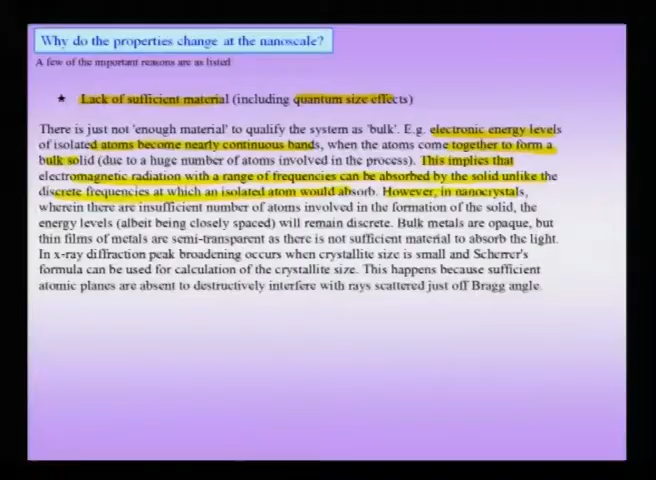 Why do the properties change at the nanoscale?
A few of the important reasons are as listed
★ Lack of sufficient material (including quantum size effects)
There is just not 'enough material' to qualify the system as 'bulk'. E.g. electronic energy levels
of isolated atoms become nearly continuous bands, when the atoms come together to form a
bulk solid (due to a huge number of atoms involved in the process). This implies that
electromagnetic radiation with a range of frequencies can be absorbed by the solid unlike the
discrete frequencies at which an isolated atom would absorb. However, in nanocrystals,
wherein there are insufficient number of atoms involved in the formation of the solid, the
energy levels (albeit being closely spaced) will remain discrete. Bulk metals are opaque, but
thin films of metals are semi-transparent as there is not sufficient material to absorb the light.
In x-ray diffraction peak broadening occurs when crystallite size is small and Scherrer's
formula can be used for calculation of the crystallite size. This happens because sufficient
atomic planes are absent to destructively interfere with rays scattered just off Bragg angle.